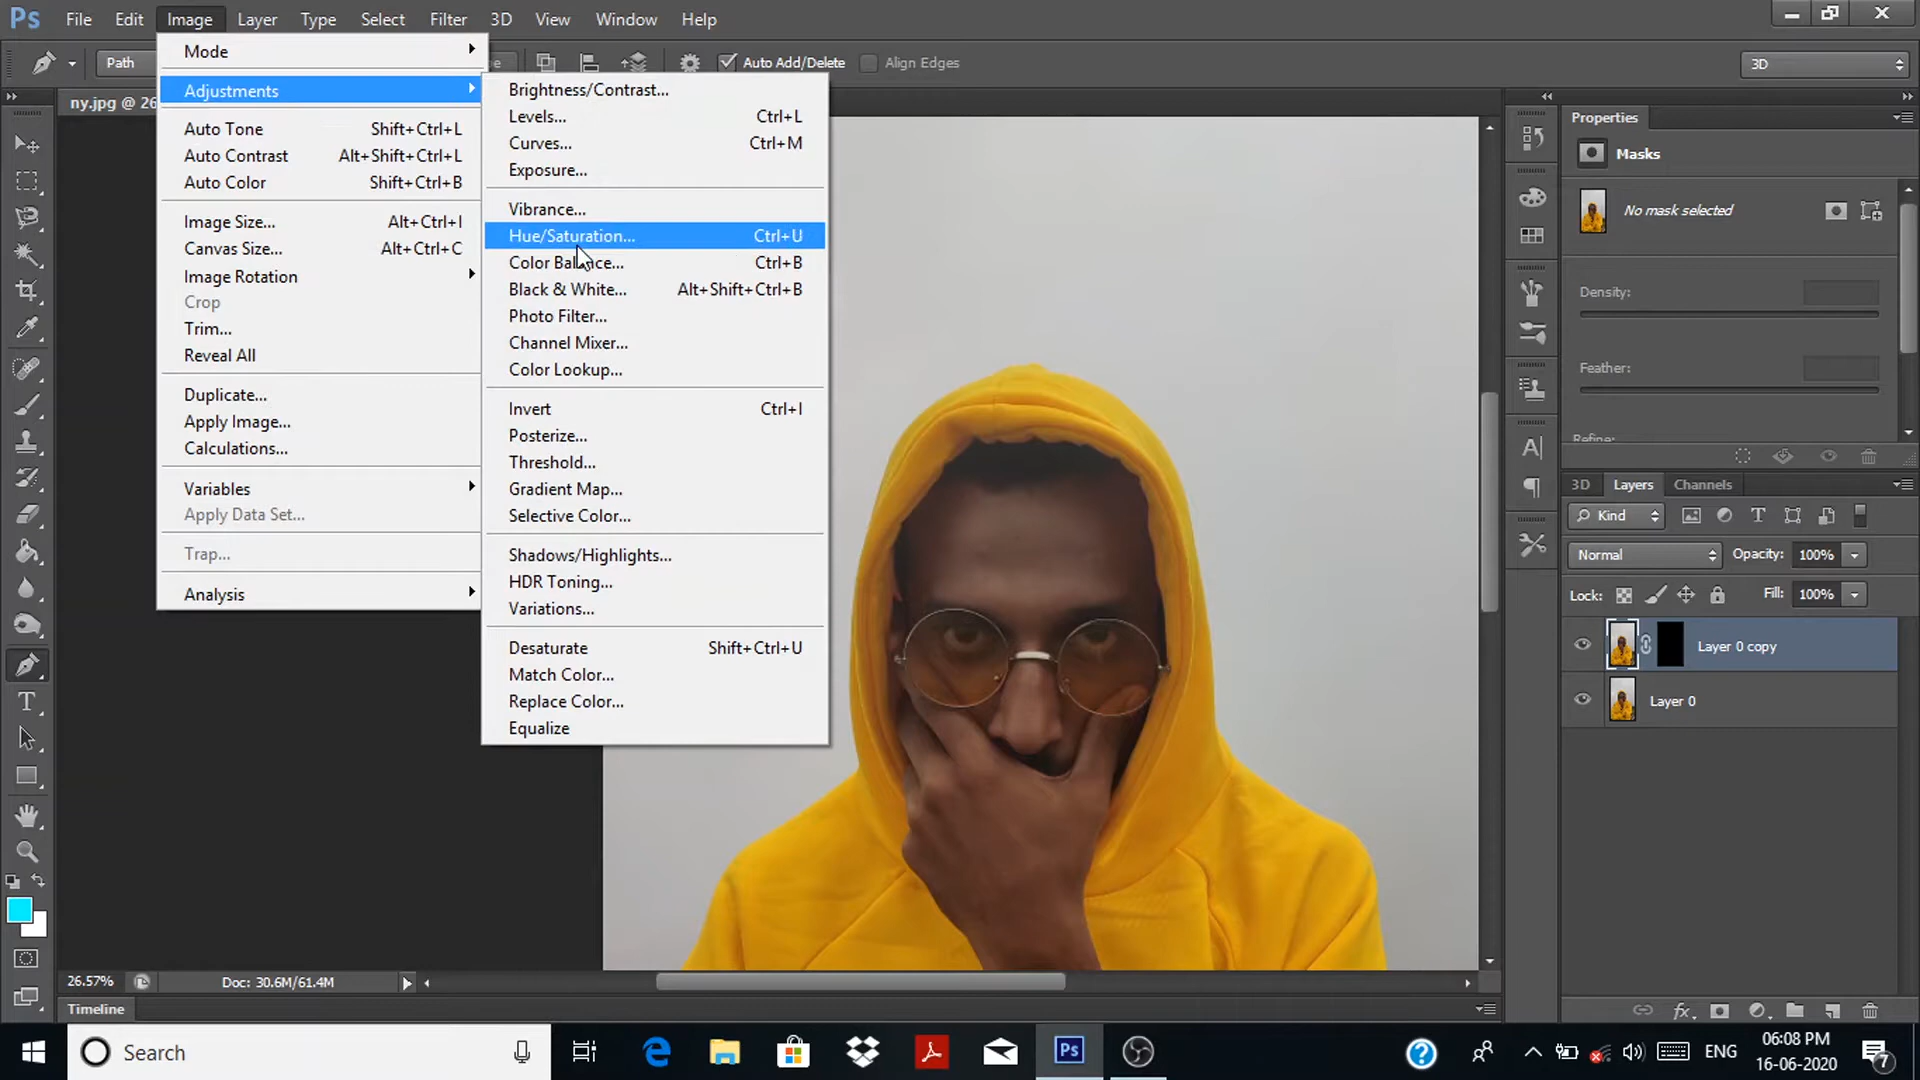 Ps File Edit Image Layer Type Select Filter 3D View Window Help
Path Auto Add/Delete Align Edges 3D
ny.jpg @ 26
Mode
Adjustments
Auto Tone Shift+Ctrl+L
Auto Contrast Alt+Shift+Ctrl+L
Auto Color Shift+Ctrl+B
Image Size... Alt+Ctrl+I
Canvas Size... Alt+Ctrl+C
Image Rotation
Crop
Trim...
Reveal All
Duplicate...
Apply Image...
Calculations...
Variables
Apply Data Set...
Trap...
Analysis
Brightness/Contrast...
Levels... Ctrl+L
Curves... Ctrl+M
Exposure...
Vibrance...
Hue/Saturation... Ctrl+U
Color Balance... Ctrl+B
Black & White... Alt+Shift+Ctrl+B
Photo Filter...
Channel Mixer...
Color Lookup...
Invert Ctrl+I
Posterize...
Threshold...
Gradient Map...
Selective Color...
Shadows/Highlights...
HDR Toning...
Variations...
Desaturate Shift+Ctrl+U
Match Color...
Replace Color...
Equalize
Properties
Masks
No mask selected
Density:
Feather:
Refine:
3D Layers Channels
Kind
Normal Opacity: 100%
Lock: Fill: 100%
Layer 0 copy
Layer 0
26.57% Doc: 30.6M/61.4M
Timeline
Search
Ps
ENG
06:08 PM
16-06-2020
7